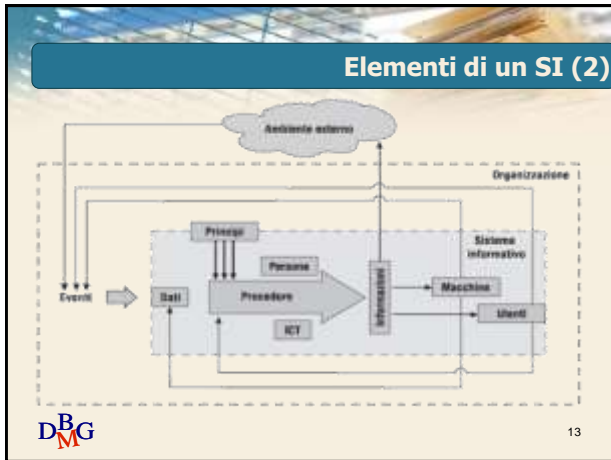 Elementi di un SI (2)
Ambiente esterno
Organizzazione
Principi
Sistema
informativo
Persone
Eventi
Dati
Procedure
Informazioni
Macchine
Utenti
ICT
DBMG
13